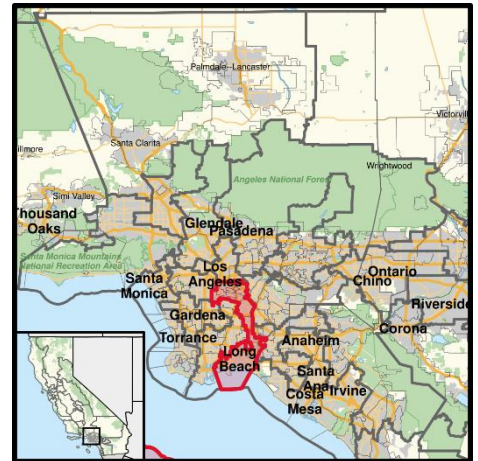 Palmdale--Lancaster
Victorvill
Santa Clarita
illmore
Wrightwood
Angeles National Forest
Simi Valley
Thousand
Oaks
Glendale
Pasadena
Santa Monica Mountains
National Recreation Area
Los
Angeles
Santa
Monica
Ontario
Chino
Riverside
Gardena
Corona
Torrance
Anaheim
Long
Beach
Santa
Ana
Irvine
Costa
Mesa